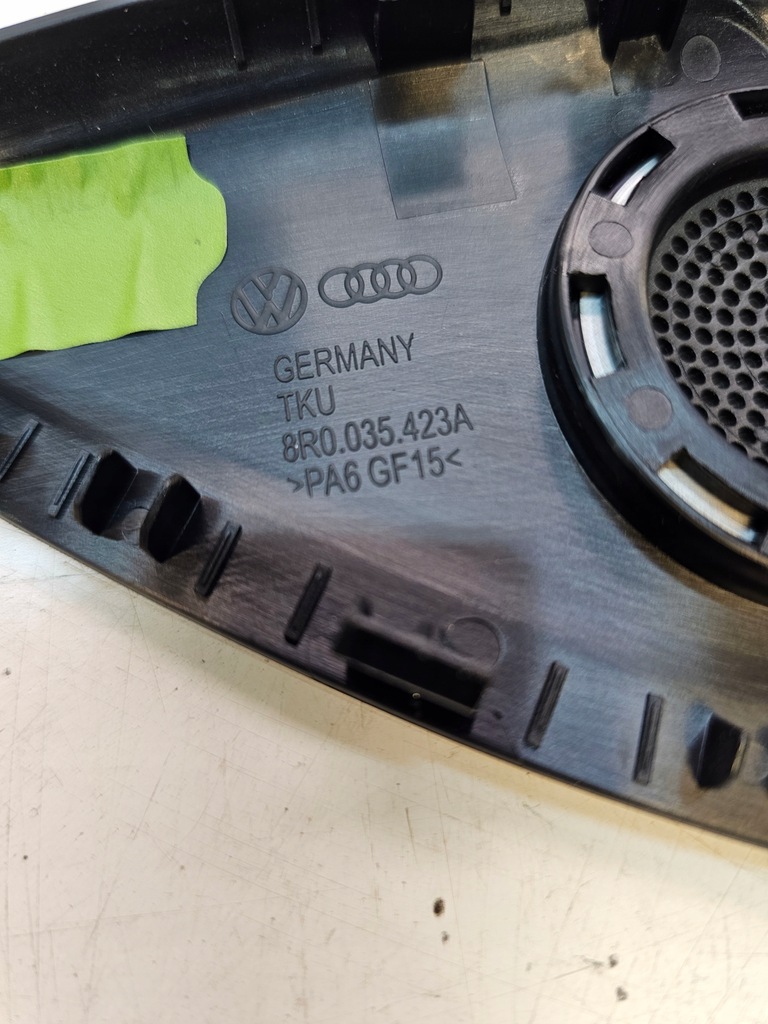 GERMANY
TKU
8R0.035.423A
>PA6 GF15<